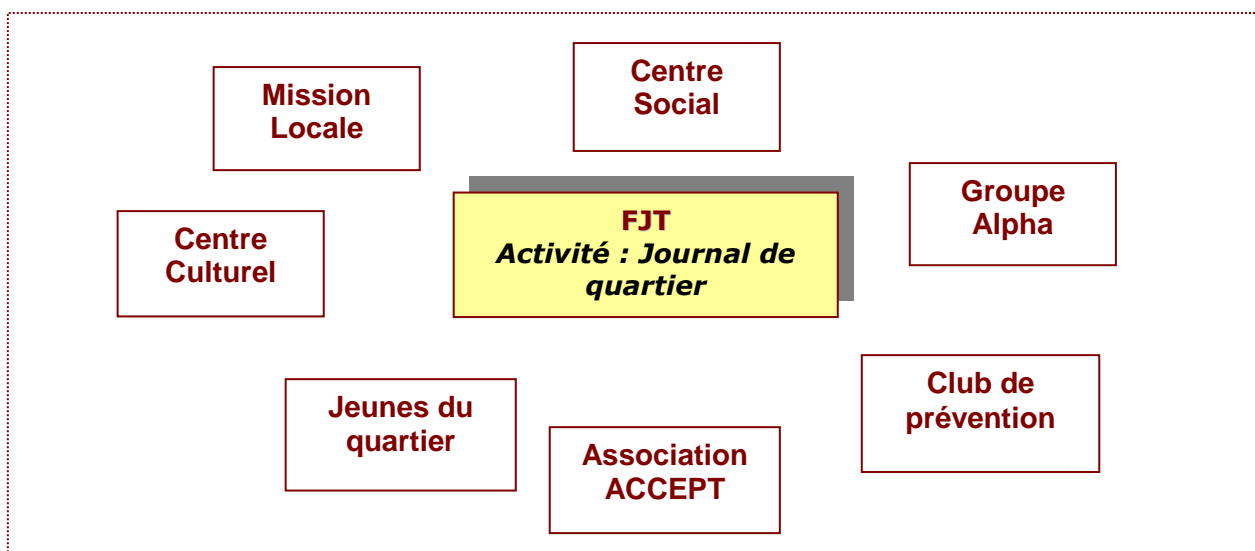 Centre
Social
Mission
Locale
Groupe
Alpha
FJT
Activité : Journal de
quartier
Centre
Culturel
Club de
prévention
Jeunes du
quartier
Association
ACCEPT